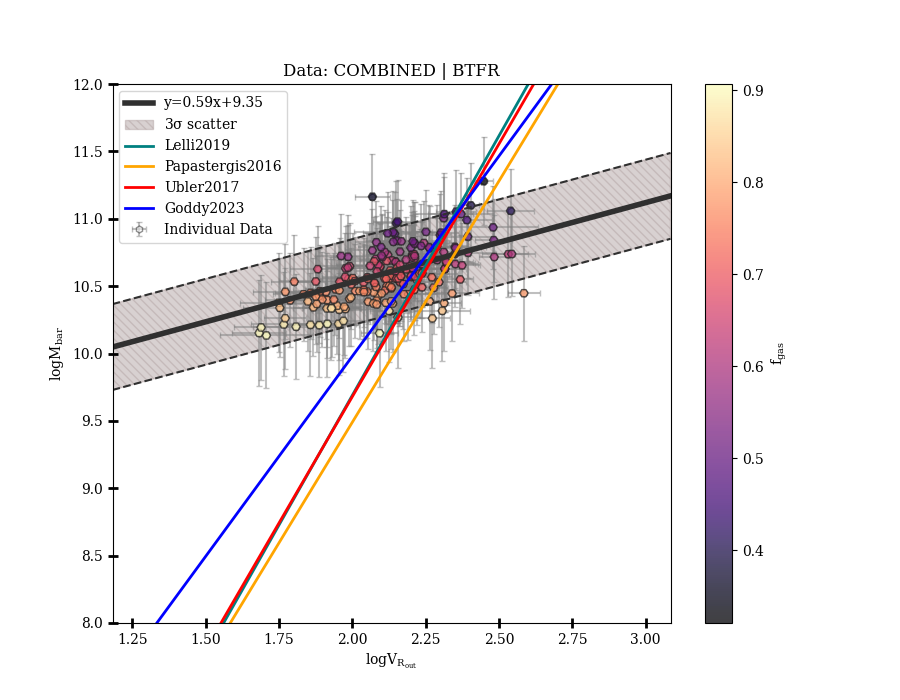 Data: COMBINED | BTFR
y=0.59x+9.35
3σ scatter
Lelli2019
Papastergis2016
Ubler2017
Goddy2023
Individual Data
12.0
11.5
11.0
10.5
10.0
9.5
9.0
8.5
8.0
logM_bar
1.25 1.50 1.75 2.00 2.25 2.50 2.75 3.00
logV_R_out
0.9
0.8
0.7
0.6
0.5
0.4
f_gas